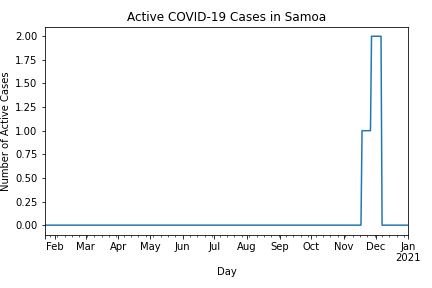 Active COVID-19 Cases in Samoa
Number of Active Cases
2.00
1.75
1.50
1.25
1.00
0.75
0.50
0.25
0.00
Feb Mar Apr May Jun Jul Aug Sep Oct Nov Dec Jan
2021
Day